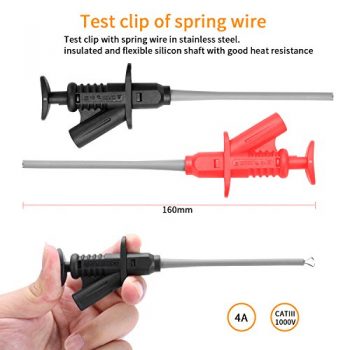 Test clip of spring wire
Test clip with spring wire in stainless steel.
insulated and flexible silicon shaft with good heat resistance
160mm
4A
CATIII
1000V